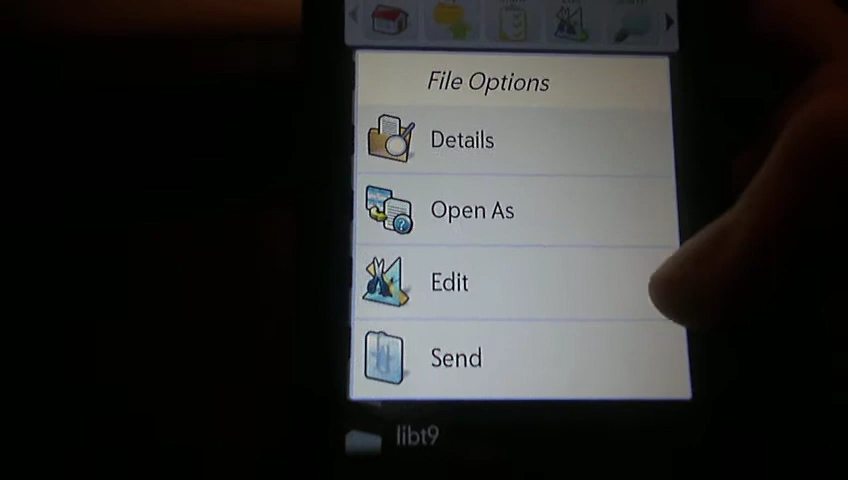 File Options
Details
Open As
Edit
Send
libt9